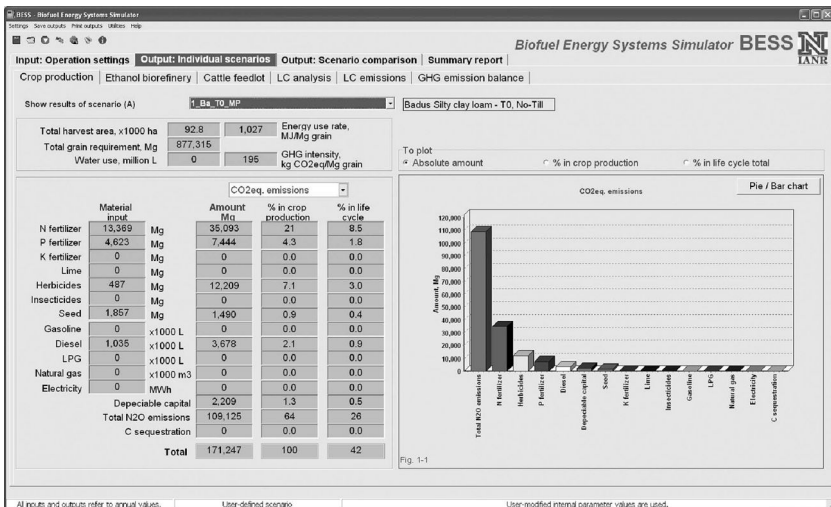 BESS - Biofuel Energy Systems Simulator
Settings Save outputs Print outputs Utilities Help
Biofuel Energy Systems Simulator BESS N
IANR
Input: Operation settings Output: Individual scenarios Output: Scenario comparison Summary report
Crop production Ethanol biorefinery Cattle feedlot LC analysis LC emissions GHG emission balance
Show results of scenario (A) 1_Ba_T0_MP Badus Silty clay loam - T0, No-Till
Total harvest area, x1000 ha 92.8 1,027 Energy use rate, MJ/Mg grain
Total grain requirement, Mg 877,315
Water use, million L 0 195 GHG intensity, kg CO2eq/Mg grain
To plot
Absolute amount % in crop production % in life cycle total
CO2eq. emissions
Material input Amount Mg % in crop production % in life cycle
N fertilizer 13,369 Mg 35,093 21 8.5
P fertilizer 4,623 Mg 7,444 4.3 1.8
K fertilizer 0 Mg 0 0.0 0.0
Lime 0 Mg 0 0.0 0.0
Herbicides 487 Mg 12,209 7.1 3.0
Insecticides 0 Mg 0 0.0 0.0
Seed 1,857 Mg 1,490 0.9 0.4
Gasoline 0 x1000 L 0 0.0 0.0
Diesel 1,035 x1000 L 3,678 2.1 0.9
LPG 0 x1000 L 0 0.0 0.0
Natural gas 0 x1000 m3 0 0.0 0.0
Electricity 0 MWh 0 0.0 0.0
Depeciable capital 2,209 1.3 0.5
Total N2O emissions 109,125 64 26
C sequestration 0 0.0 0.0
Total 171,247 100 42
CO2eq. emissions
Pie / Bar chart
Amount, Mg
120,000
110,000
100,000
90,000
80,000
70,000
60,000
50,000
40,000
30,000
20,000
10,000
0
Total N2O emissions
N fertilizer
Herbicides
P fertilizer
Diesel
Depeciable capital
Seed
K fertilizer
Lime
Insecticides
Gasoline
LPG
Natural gas
Electricity
C sequestration
Fig. 1-1
All inputs and outputs refer to annual values. User-defined scenario User-modified internal parameter values are used.